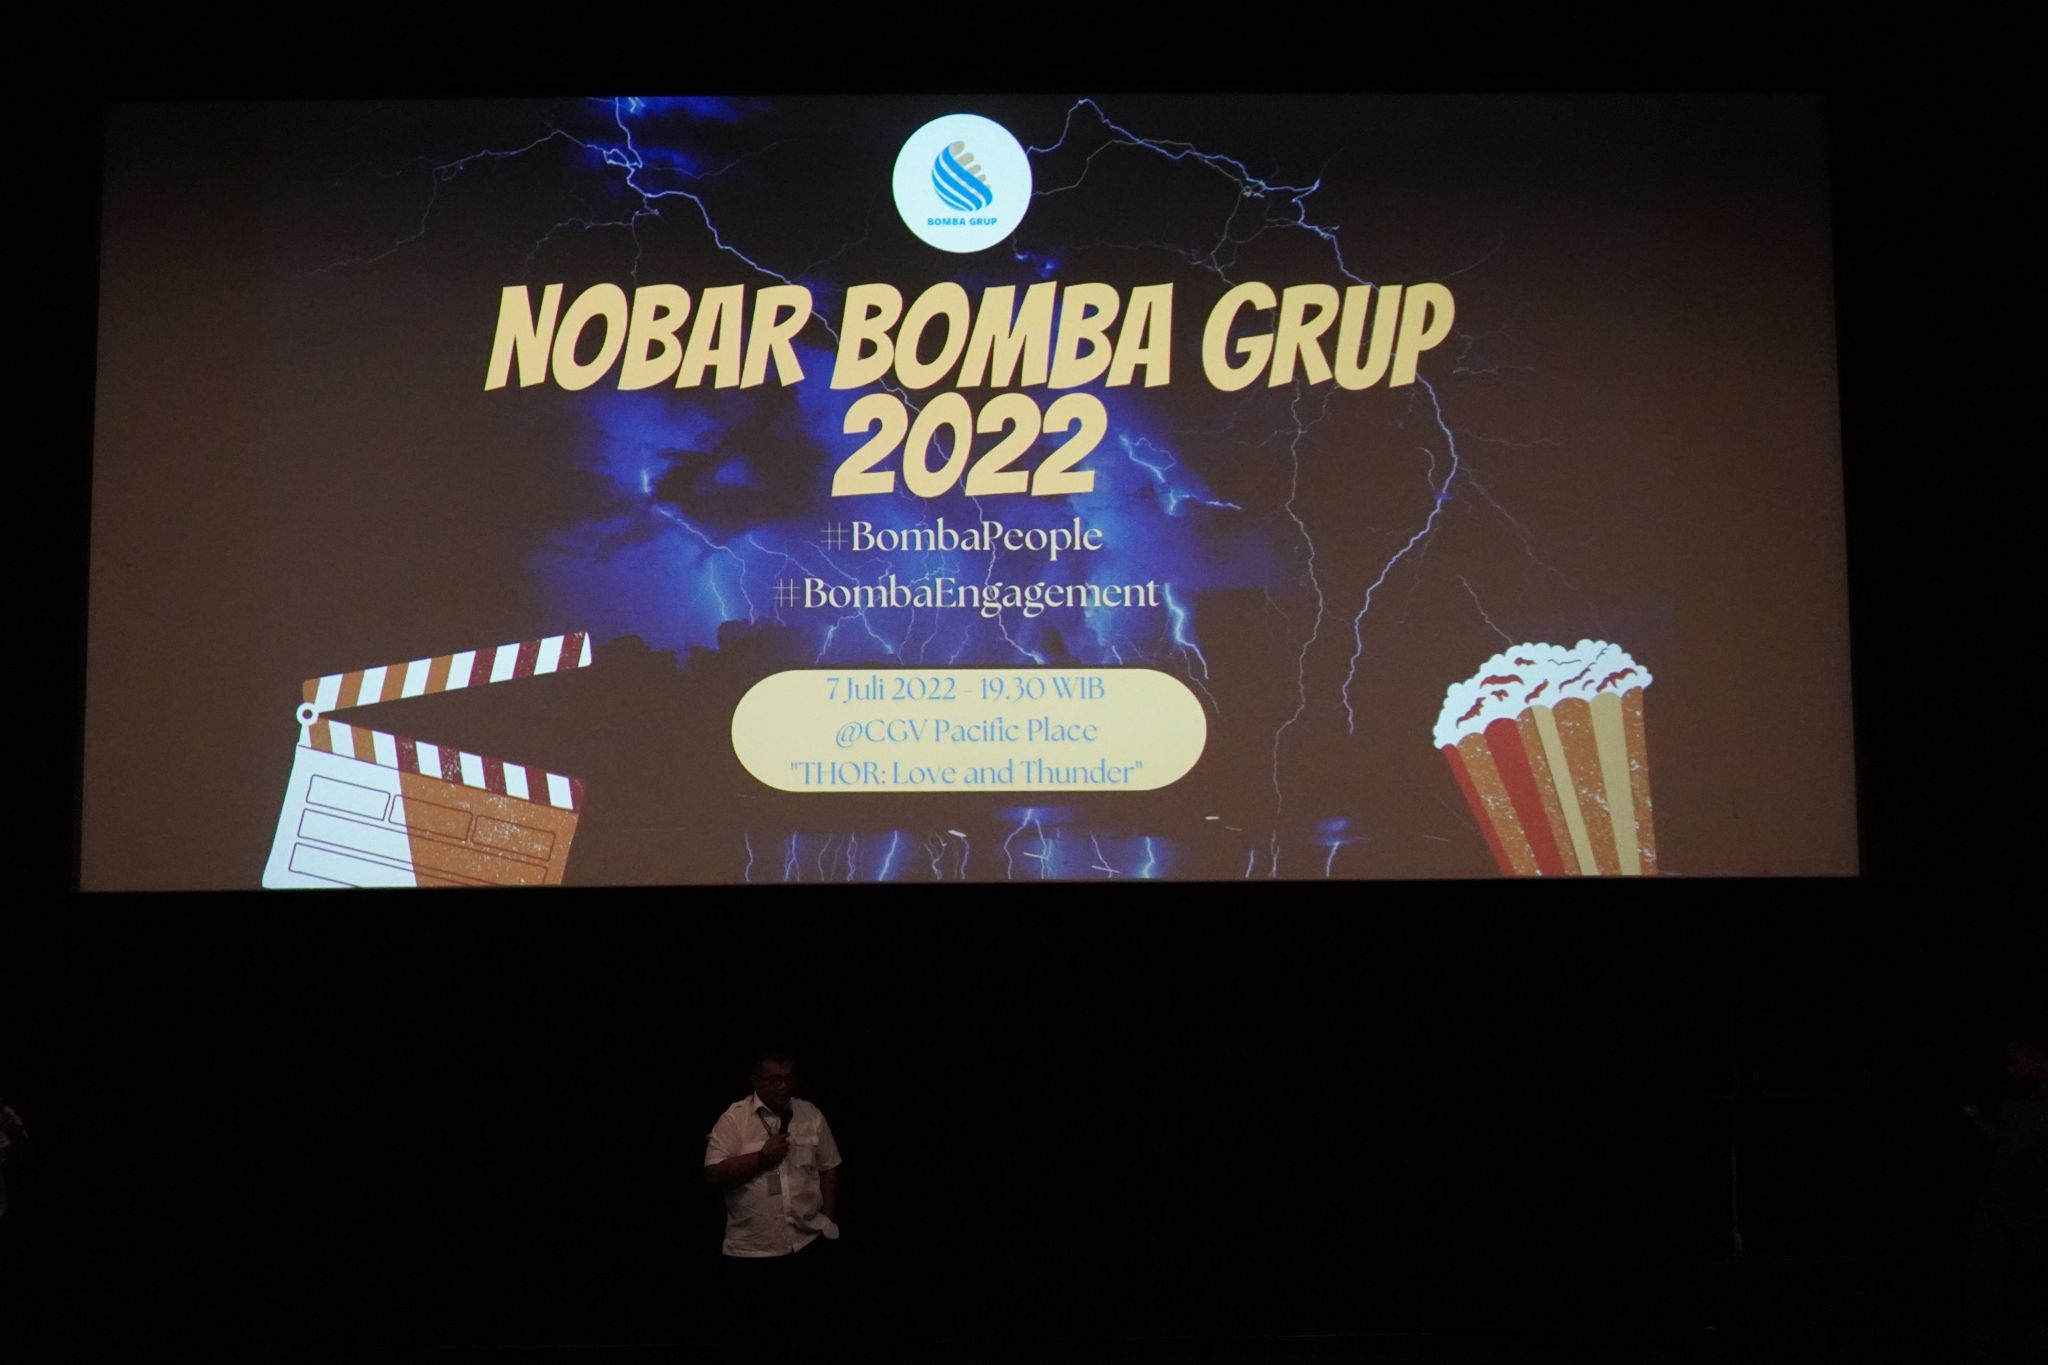 BOMBA GRUP
NOBAR BOMBA GRUP
2022
#BombaPeople
#BombaEngagement
7 Juli 2022 - 19.30 WIB
@CGV Pacific Place
"THOR: Love and Thunder"